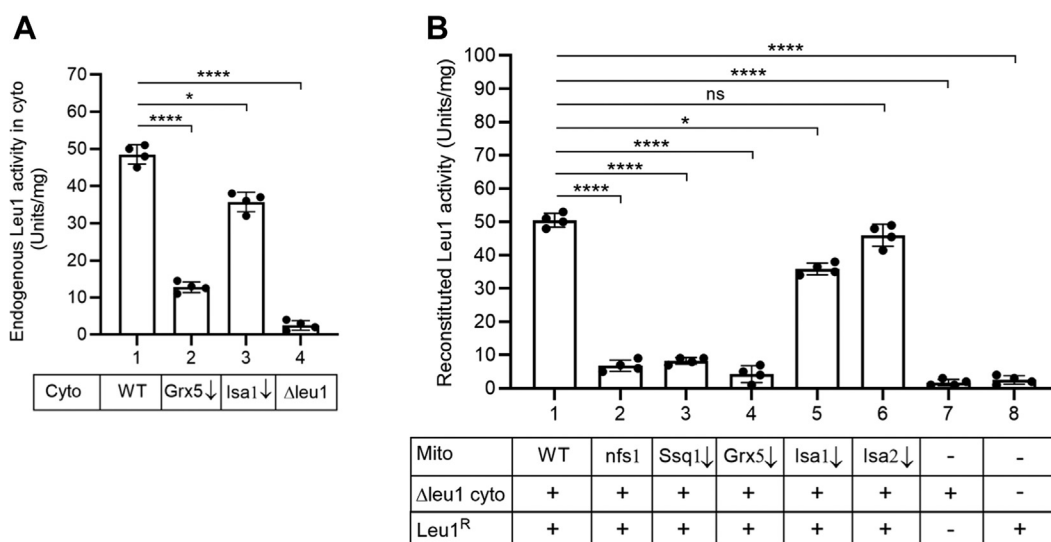 A
Endogenous Leu1 activity in cyto
(Units/mg)
70
60
50
40
30
20
10
0
****
*
****
1 2 3 4
Cyto WT Grx5↓ Isa1↓ Δleu1
B
Reconstituted Leu1 activity (Units/mg)
100
90
80
70
60
50
40
30
20
10
0
****
****
ns
*
****
****
****
1 2 3 4 5 6 7 8
Mito WT nfs1 Ssq1↓ Grx5↓ Isa1↓ Isa2↓ - -
Δleu1 cyto + + + + + + + -
Leu1ᴿ + + + + + + - +